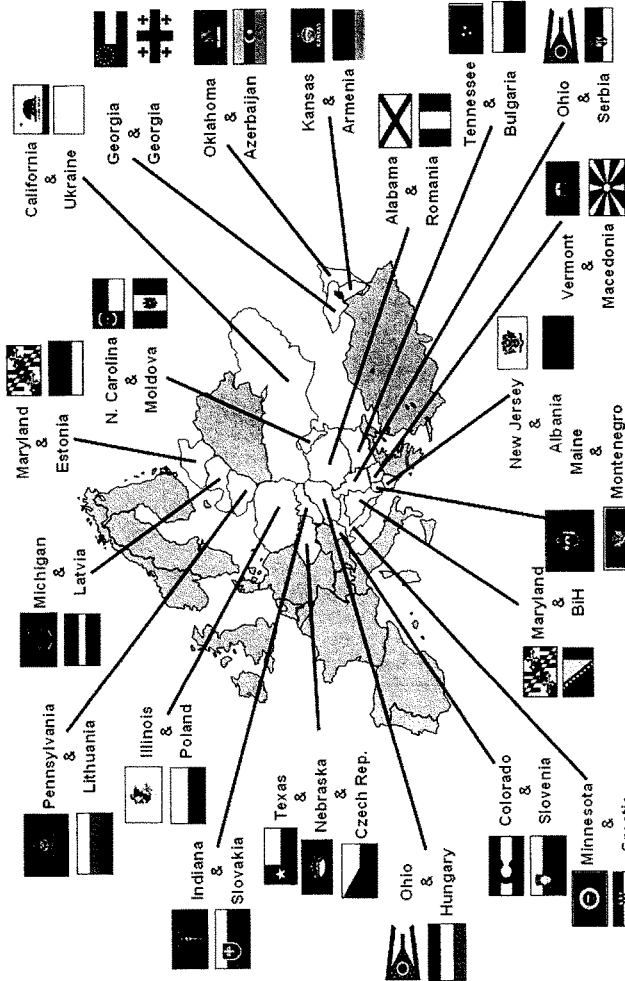 Pennsylvania
&
Lithuania
Michigan
&
Latvia
Maryland
&
Estonia
California
&
Ukraine
Georgia
&
Georgia
N. Carolina
&
Moldova
Illinois
&
Poland
Indiana
&
Slovakia
Oklahoma
&
Azerbaijan
Texas
&
Nebraska
&
Czech Rep.
Kansas
&
Armenia
Ohio
&
Hungary
Alabama
&
Romania
Tennessee
&
Bulgaria
Colorado
&
Slovenia
Maryland
&
BiH
New Jersey
&
Albania
Maine
&
Montenegro
Vermont
&
Macedonia
Ohio
&
Serbia
Minnesota
&